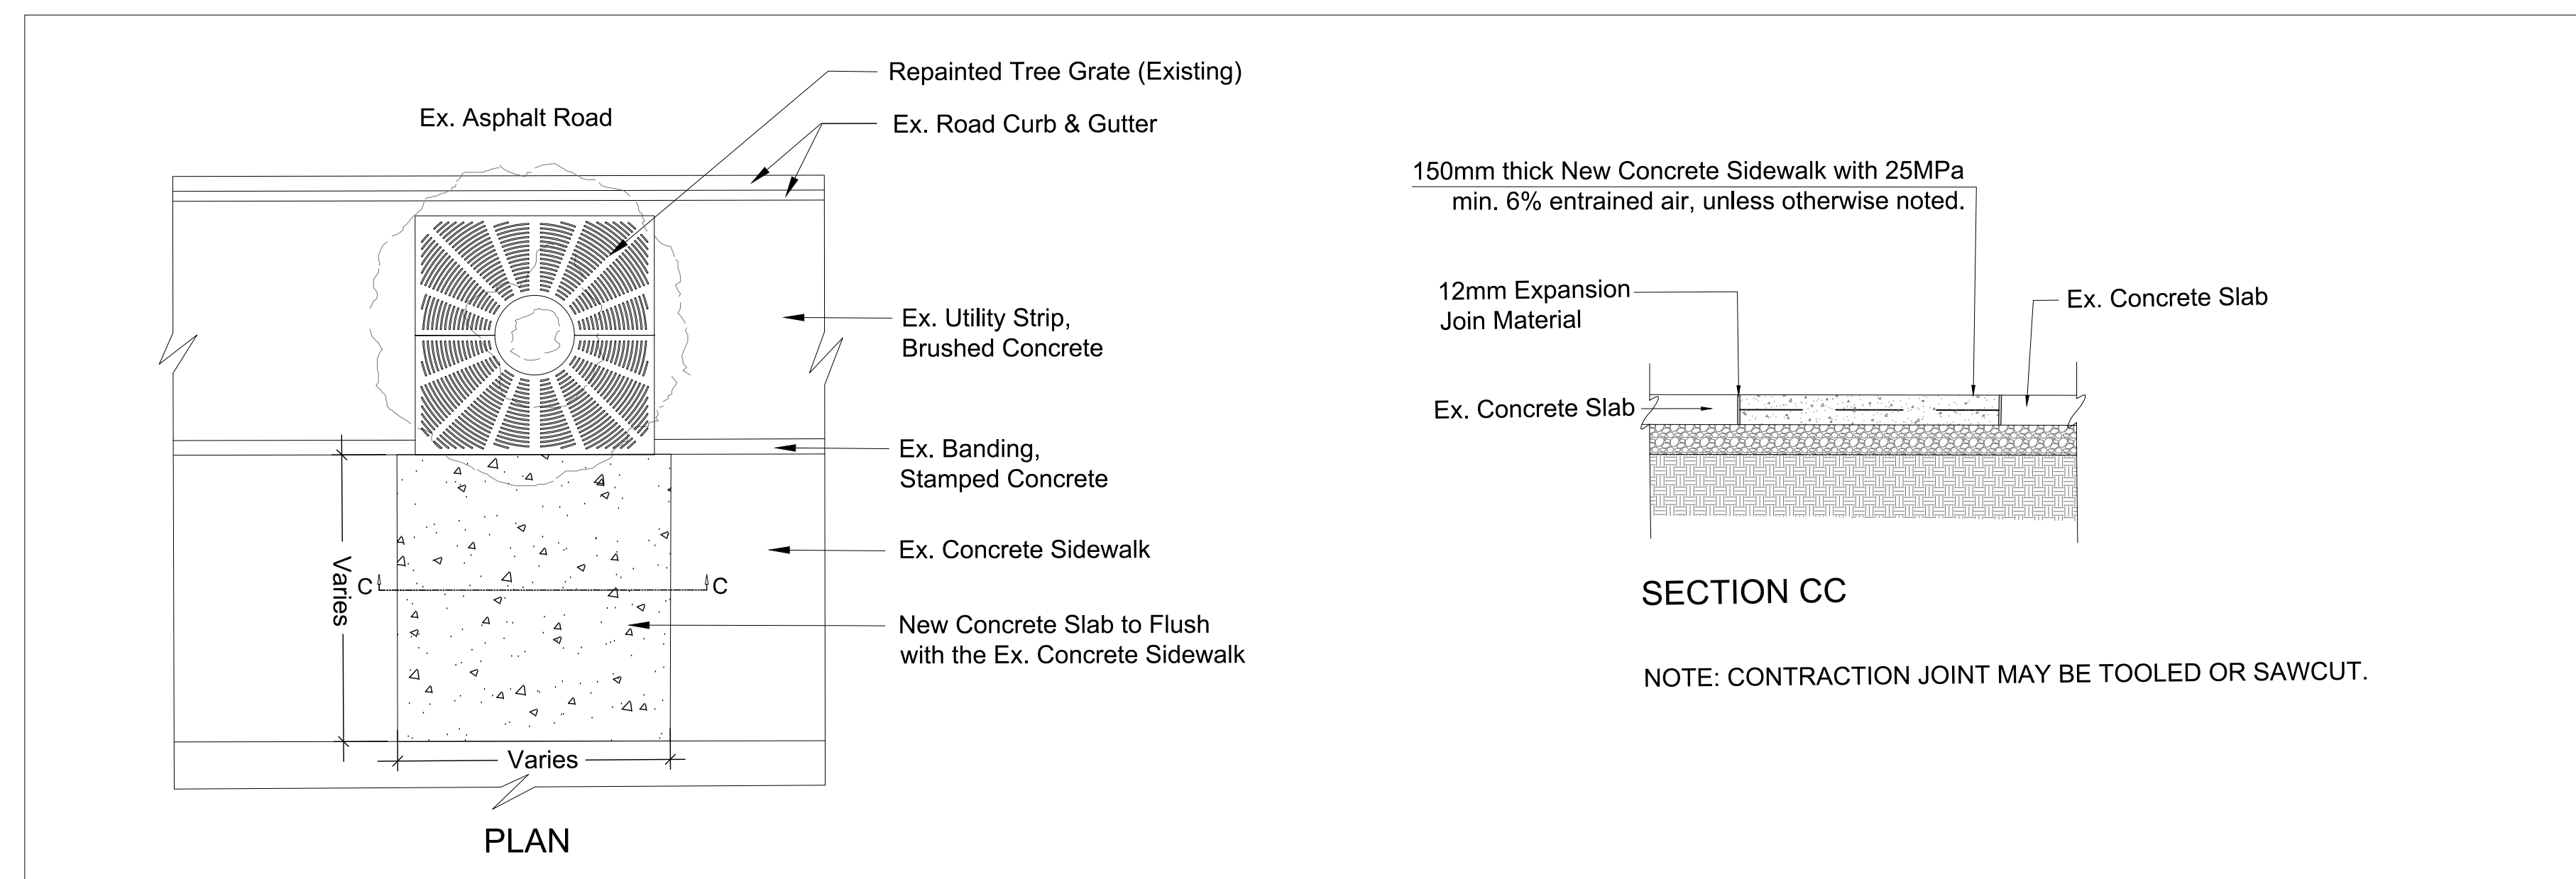 Ex. Asphalt Road
Repainted Tree Grate (Existing)
Ex. Road Curb & Gutter
Ex. Utility Strip,
Brushed Concrete
Ex. Banding,
Stamped Concrete
Ex. Concrete Sidewalk
New Concrete Slab to Flush
with the Ex. Concrete Sidewalk
Varies
C
C
Varies
PLAN
150mm thick New Concrete Sidewalk with 25MPa
min. 6% entrained air, unless otherwise noted.
12mm Expansion
Join Material
Ex. Concrete Slab
Ex. Concrete Slab
SECTION CC
NOTE: CONTRACTION JOINT MAY BE TOOLED OR SAWCUT.